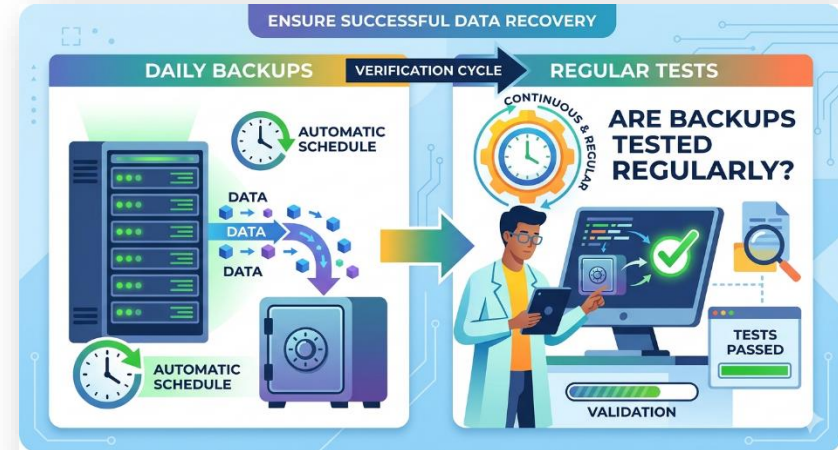 ENSURE SUCCESSFUL DATA RECOVERY
DAILY BACKUPS
VERIFICATION CYCLE
REGULAR TESTS
AUTOMATIC
SCHEDULE
DATA
DATA
DATA
AUTOMATIC
SCHEDULE
CONTINUOUS & REGULAR
ARE BACKUPS
TESTED
REGULARLY?
TESTS
PASSED
VALIDATION